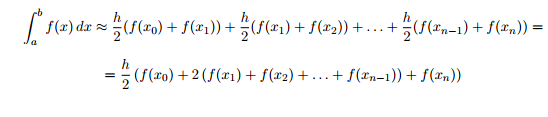 ∫_a^b f(x) dx ≈ h/2 (f(x_0) + f(x_1)) + h/2 (f(x_1) + f(x_2)) + ... + h/2 (f(x_{n−1}) + f(x_n)) =
= h/2 (f(x_0) + 2 (f(x_1) + f(x_2) + ... + f(x_{n−1})) + f(x_n))